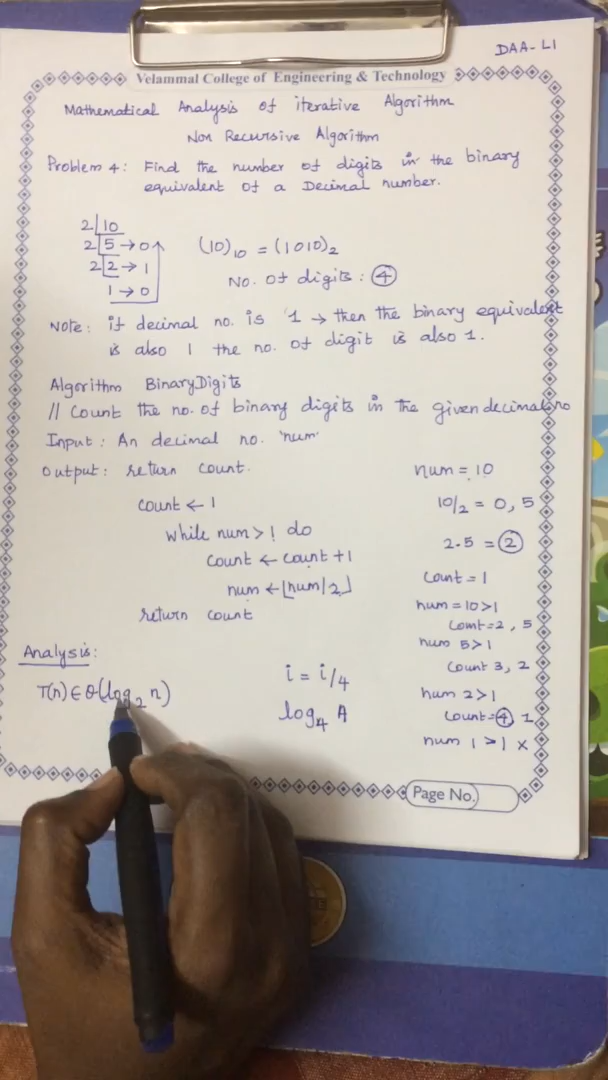 DAA- L1
Velammal College of Engineering & Technology
Mathematical Analysis of iterative Algorithm
Non Recursive Algorithm
Problem 4: Find the number of digits in the binary
equivalent of a Decimal number.
2 | 10
2 | 5 → 0
2 | 2 → 1
1 → 0
(10)₁₀ = (1010)₂
No. of digits: 4
Note: if decimal no. is 1 → then the binary equivalent
is also 1 the no. of digit is also 1.
Algorithm Binary Digits
// Count the no. of binary digits in the given decimal no
Input: An decimal no. 'num'
Output: return count.
count ← 1
while num > 1 do
count ← count + 1
num ← ⌊num/2⌋
return count
num = 10
10/2 = 0, 5
2.5 = 2
Count = 1
num = 10 > 1
Count = 2, 5
num 5 > 1
Count 3, 2
num 2 > 1
Count = 4 1
num 1 > 1 x
Analysis:
T(n) ∈ θ(log₂ n)
i = i/4
log₄ A
Page No.